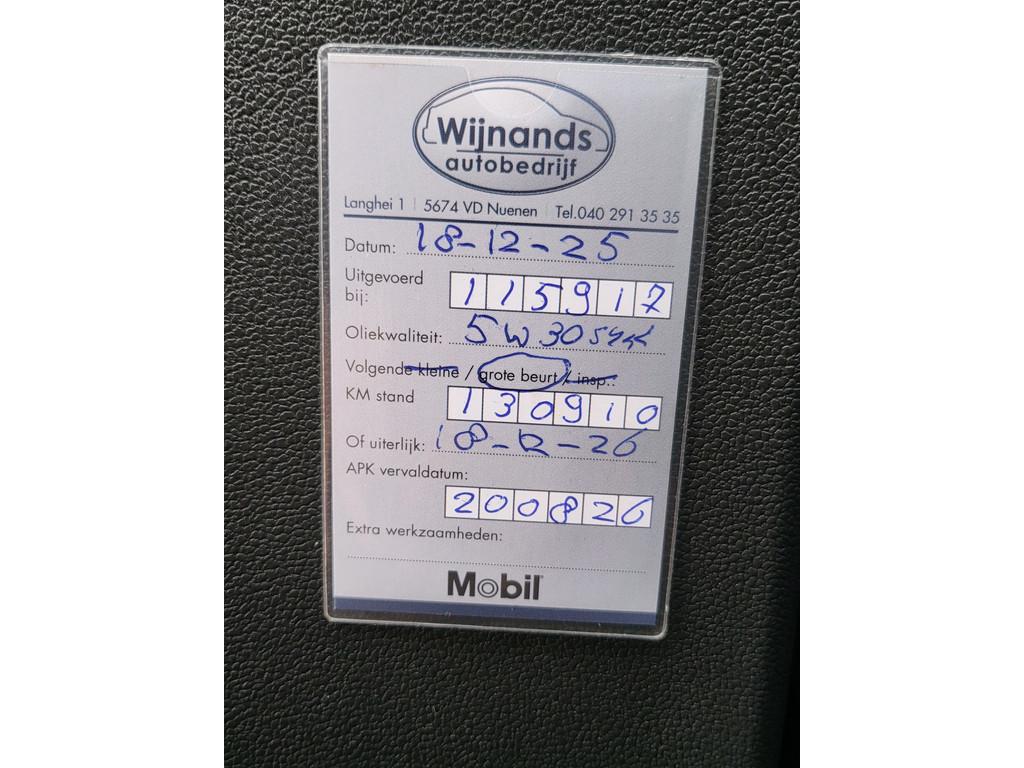 Wijnands
autobedrijf
Langhei 1 | 5674 VD Nuenen | Tel.040 291 35 35
Datum: 18-12-25
Uitgevoerd
bij: 115917
Oliekwaliteit: 5W30
Volgende kleine / grote beurt / insp.:
KM stand 130910
Of uiterlijk: 18-12-26
APK vervaldatum:
200826
Extra werkzaamheden:
Mobil